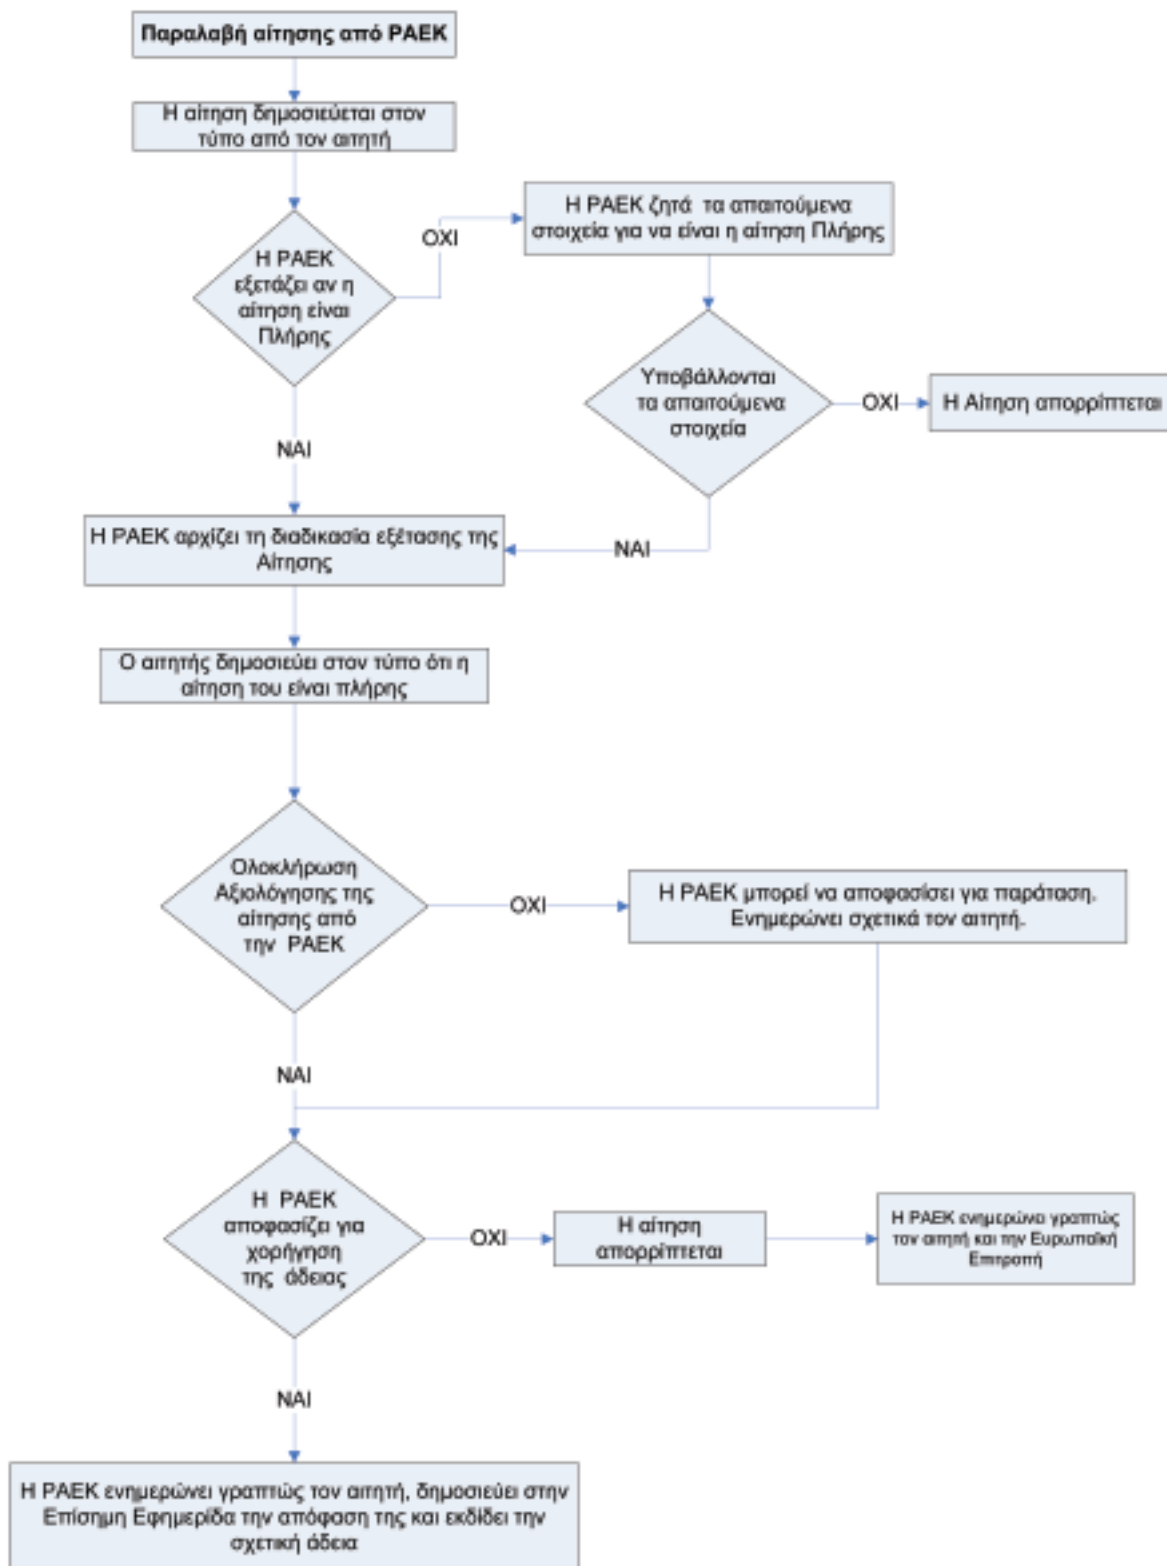 Παραλαβή αίτησης από ΡΑΕΚ
Η αίτηση δημοσιεύεται στον
τύπο από τον αιτητή
Η ΡΑΕΚ ζητά τα απαιτούμενα
στοιχεία για να είναι η αίτηση Πλήρης
ΟΧΙ
Η ΡΑΕΚ
εξετάζει αν η
αίτηση είναι
Πλήρης
Υποβάλλονται
τα απαιτούμενα
στοιχεία
ΟΧΙ
Η Αίτηση απορρίπτεται
ΝΑΙ
Η ΡΑΕΚ αρχίζει τη διαδικασία εξέτασης της
Αίτησης
ΝΑΙ
Ο αιτητής δημοσιεύει στον τύπο ότι η
αίτηση του είναι πλήρης
Ολοκλήρωση
Αξιολόγησης της
αίτησης από
την ΡΑΕΚ
ΟΧΙ
Η ΡΑΕΚ μπορεί να αποφασίσει για παράταση.
Ενημερώνει σχετικά τον αιτητή.
ΝΑΙ
Η ΡΑΕΚ
αποφασίζει για
χορήγηση
της άδειας
ΟΧΙ
Η αίτηση
απορρίπτεται
Η ΡΑΕΚ ενημερώνει γραπτώς
τον αιτητή και την Ευρωπαϊκή
Επιτροπή
ΝΑΙ
Η ΡΑΕΚ ενημερώνει γραπτώς τον αιτητή, δημοσιεύει στην
Επίσημη Εφημερίδα την απόφαση της και εκδίδει την
σχετική άδεια